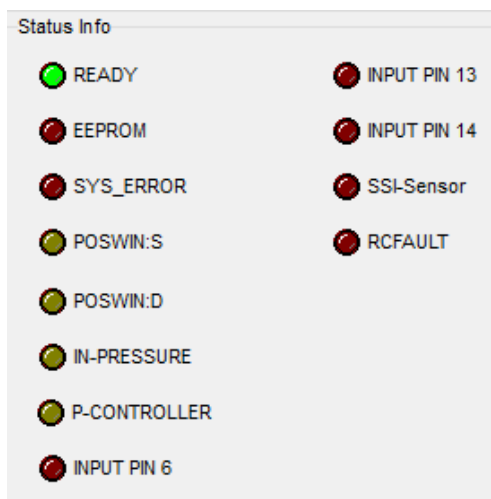 Status Info
READY
EEPROM
SYS_ERROR
POSWIN:S
POSWIN:D
IN-PRESSURE
P-CONTROLLER
INPUT PIN 6
INPUT PIN 13
INPUT PIN 14
SSI-Sensor
RCFAULT